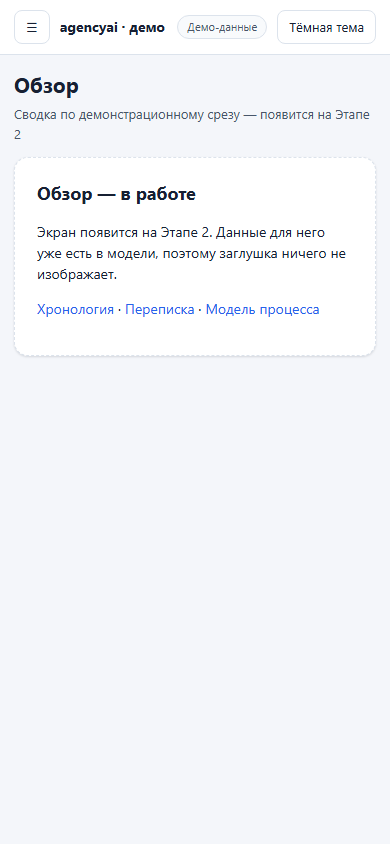 ☰ agencyai · демо Демо-данные Тёмная тема
Обзор
Сводка по демонстрационному срезу — появится на Этапе
2
Обзор — в работе
Экран появится на Этапе 2. Данные для него
уже есть в модели, поэтому заглушка ничего не
изображает.
Хронология · Переписка · Модель процесса